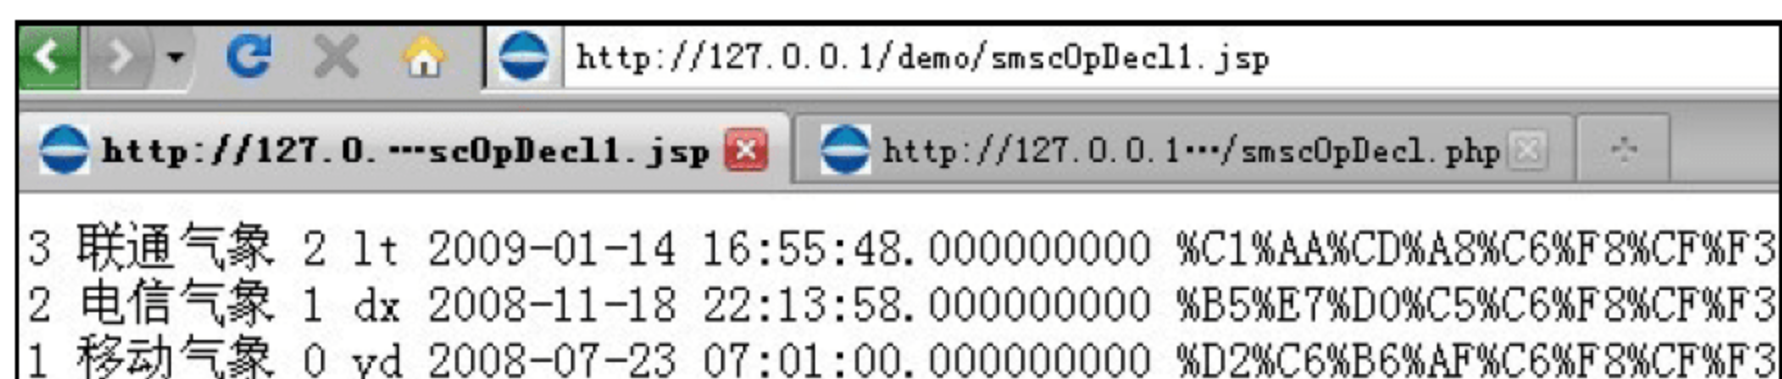 http://127.0.0.1/demo/smscOpDecl1.jsp
http://127.0.┅scOpDecl1.jsp http://127.0.0.1┅/smscOpDecl.php
3 联通气象 2 lt 2009-01-14 16:55:48.000000000 %C1%AA%CD%A8%C6%F8%CF%F3
2 电信气象 1 dx 2008-11-18 22:13:58.000000000 %B5%E7%D0%C5%C6%F8%CF%F3
1 移动气象 0 yd 2008-07-23 07:01:00.000000000 %D2%C6%B6%AF%C6%F8%CF%F3